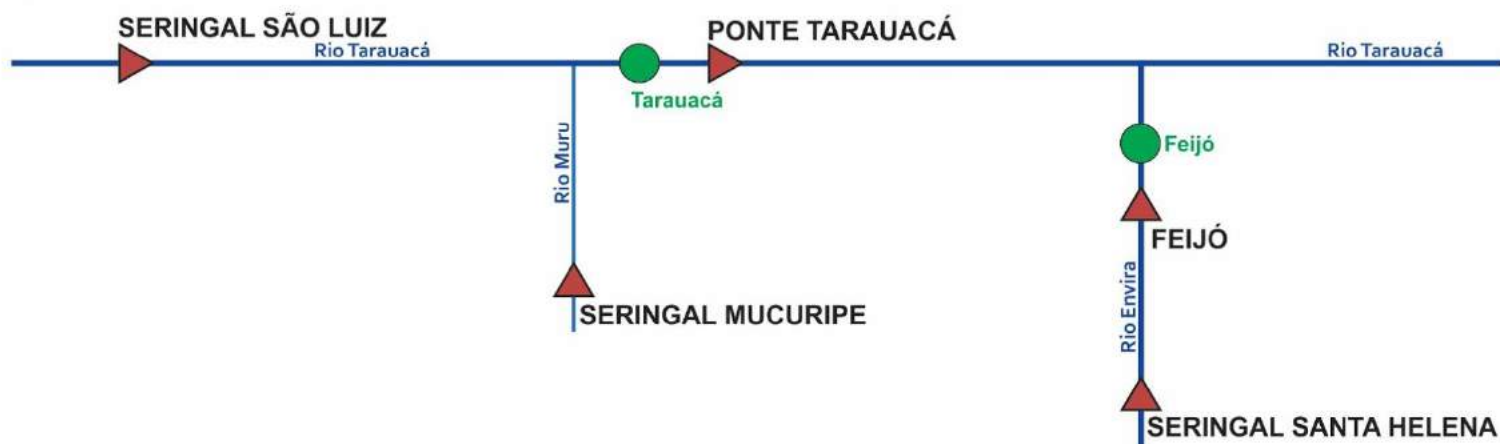 SERINGAL SÃO LUIZ
Rio Tarauacá
PONTE TARAUACÁ
Rio Tarauacá
Tarauacá
Rio Muru
Feijó
FEIJÓ
SERINGAL MUCURIPE
Rio Envira
SERINGAL SANTA HELENA